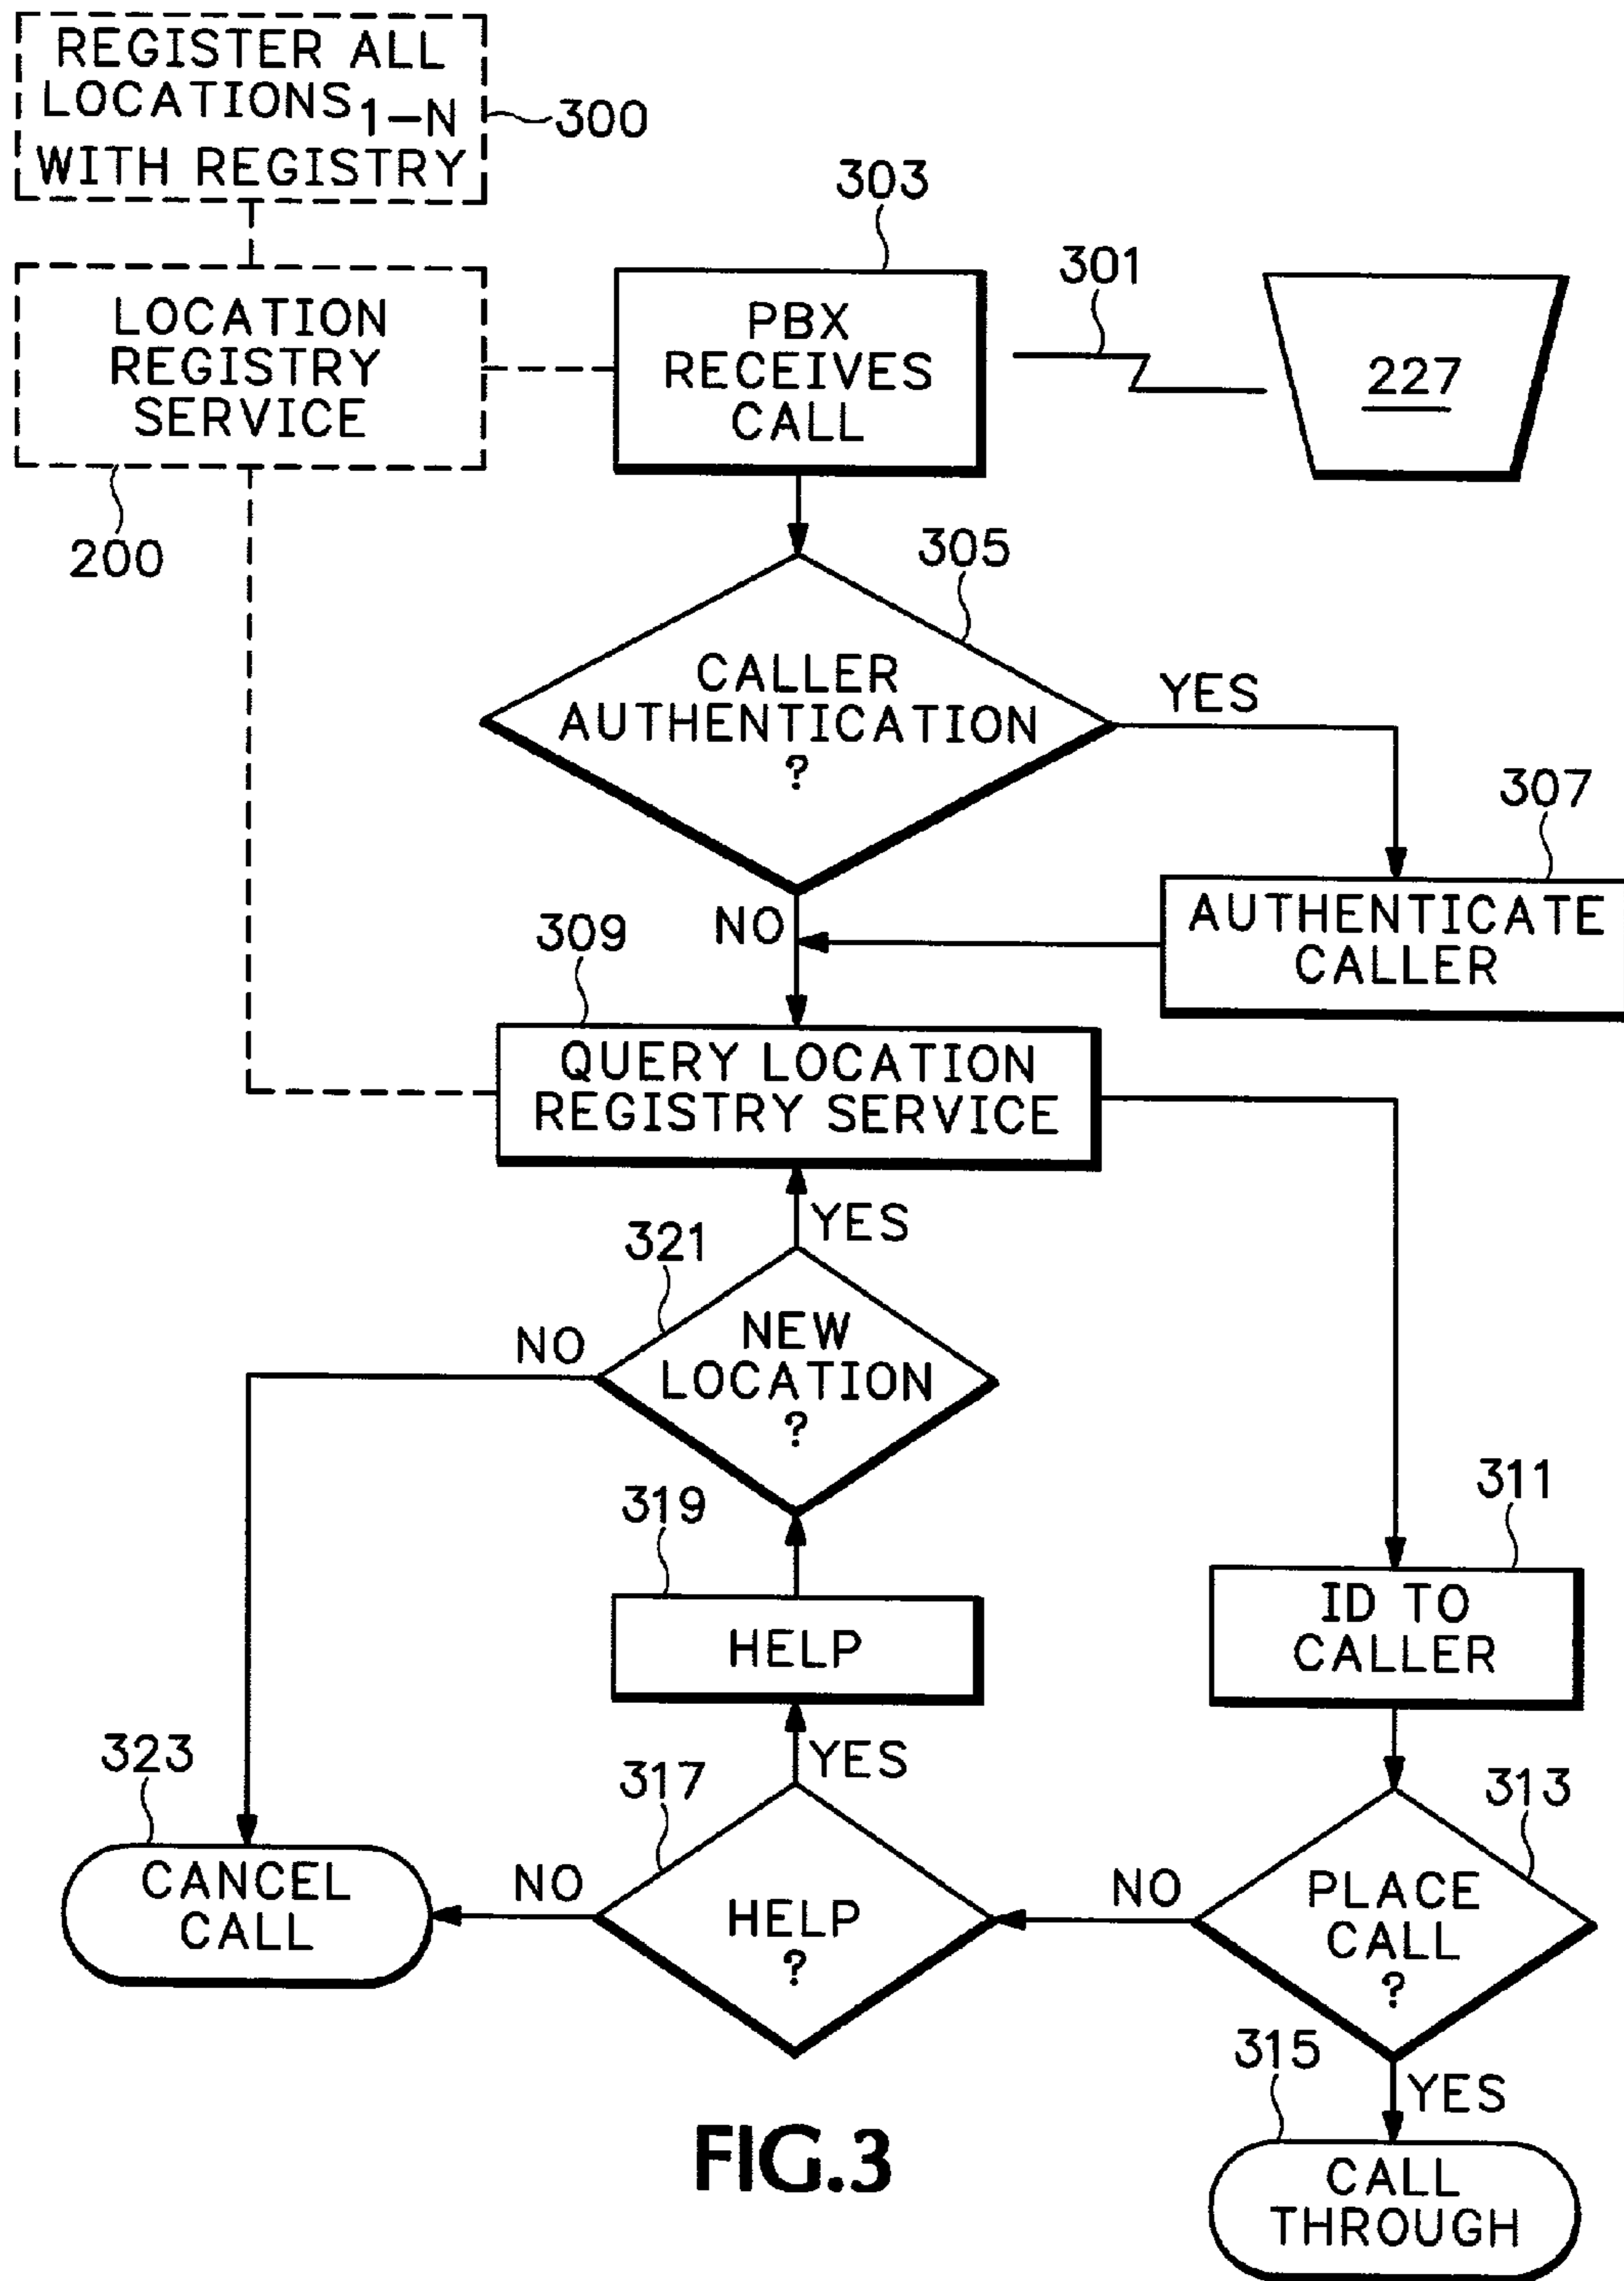 REGISTER ALL
LOCATIONS 1-N
WITH REGISTRY
300
303
301
LOCATION
REGISTRY
SERVICE
PBX
RECEIVES
CALL
227
200
305
CALLER
AUTHENTICATION
?
YES
307
AUTHENTICATE
CALLER
NO
309
QUERY LOCATION
REGISTRY SERVICE
YES
321
NEW
LOCATION
?
NO
319
HELP
311
ID TO
CALLER
YES
317
HELP
?
NO
323
CANCEL
CALL
313
PLACE
CALL
?
NO
YES
315
CALL
THROUGH
FIG.3